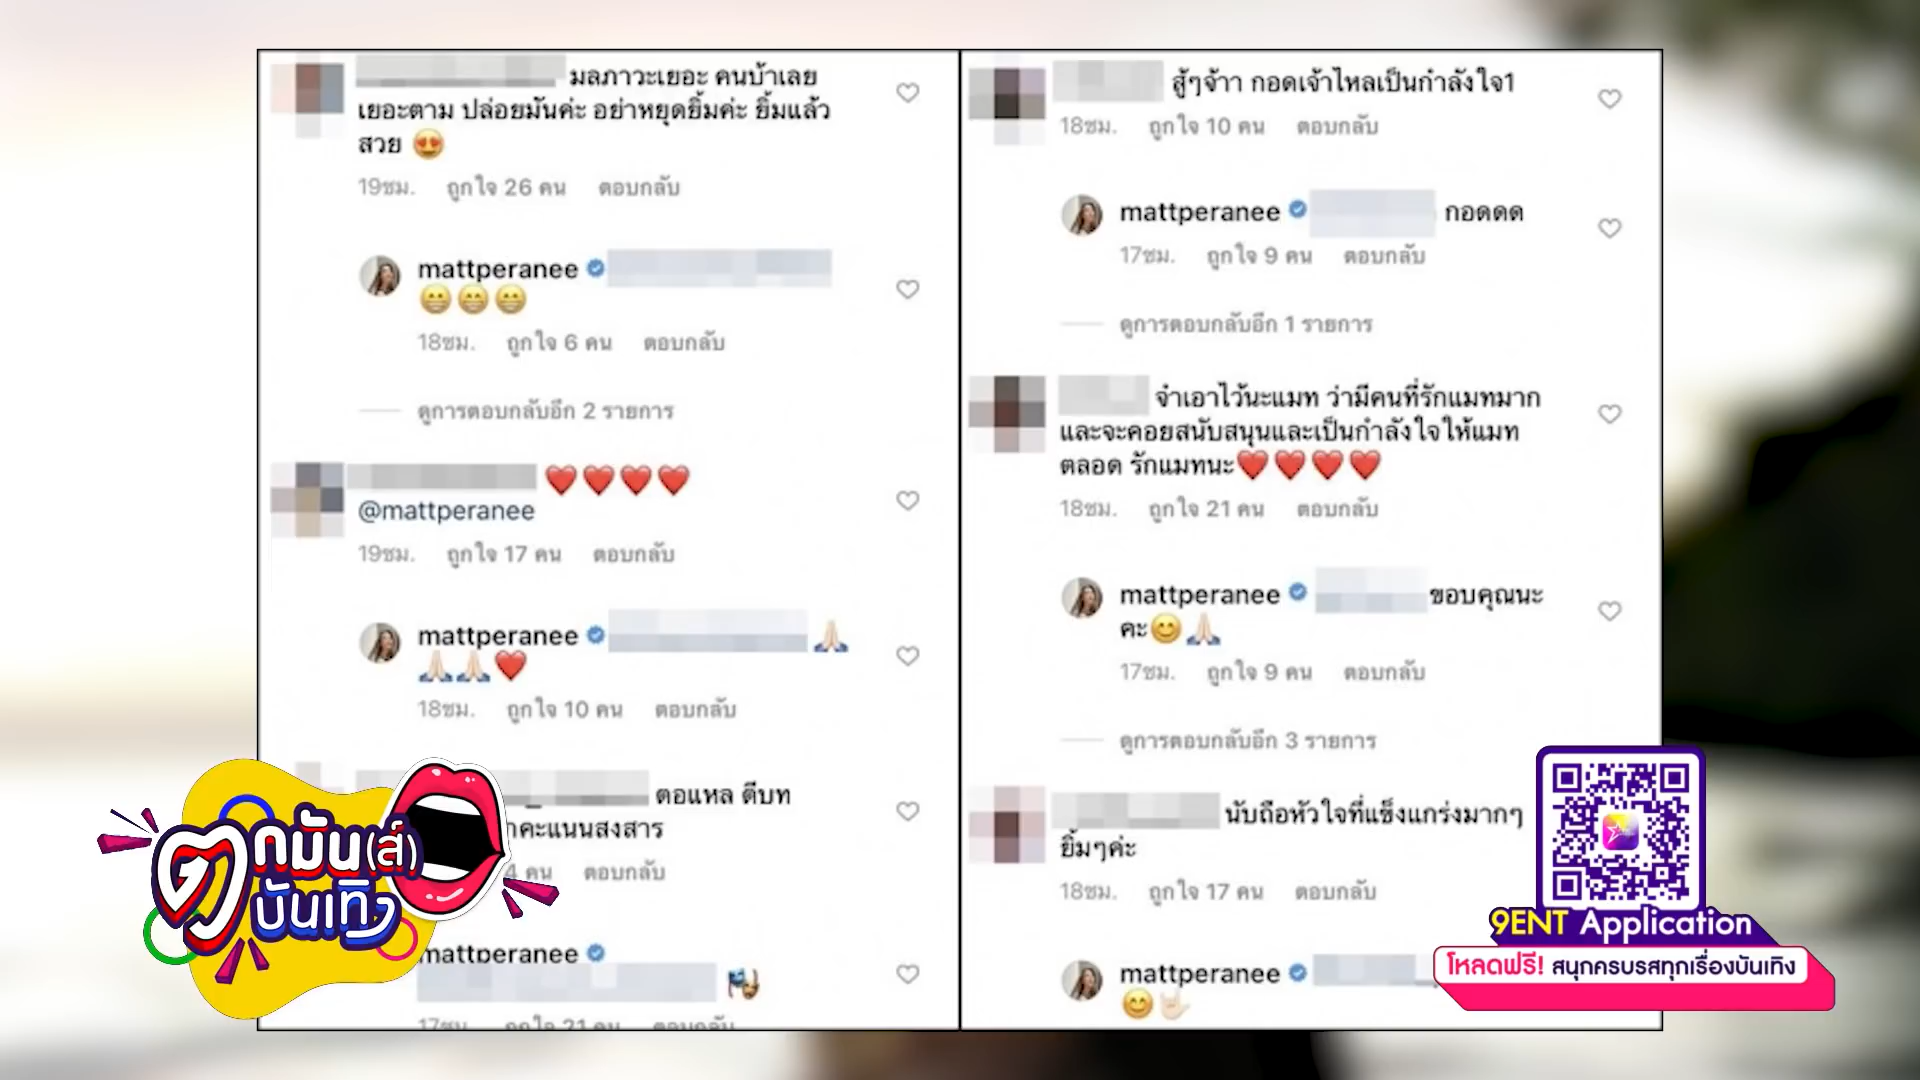 มลภาวะเยอะ คนบ้าเลย
เยอะตาม ปล่อยมันค่ะ อย่าหยุดยิ้มค่ะ ยิ้มแล้ว
สวย 😍
19ชม. ถูกใจ 26 คน ตอบกลับ
mattperanee
😁😁😁
18ชม. ถูกใจ 6 คน ตอบกลับ
ดูการตอบกลับอีก 2 รายการ
❤️❤️❤️❤️
@mattperanee
19ชม. ถูกใจ 17 คน ตอบกลับ
mattperanee 🙏🏻
🙏🏻🙏🏻❤️
18ชม. ถูกใจ 10 คน ตอบกลับ
ตอแหล ตีบท
คะแนนสงสาร
4 คน ตอบกลับ
mattperanee
17ชม. ถูกใจ 21 คน ตอบกลับ
สู้ๆจ้าา กอดเจ้าไหลเป็นกำลังใจ1
18ชม. ถูกใจ 10 คน ตอบกลับ
mattperanee กอดดด
17ชม. ถูกใจ 9 คน ตอบกลับ
ดูการตอบกลับอีก 1 รายการ
จำเอาไว้นะแมท ว่ามีคนที่รักแมทมาก
และจะคอยสนับสนุนและเป็นกำลังใจให้แมท
ตลอด รักแมทนะ❤️❤️❤️❤️
18ชม. ถูกใจ 21 คน ตอบกลับ
mattperanee ขอบคุณนะ
คะ😊🙏🏻
17ชม. ถูกใจ 9 คน ตอบกลับ
ดูการตอบกลับอีก 3 รายการ
นับถือหัวใจที่แข็งแกร่งมากๆ
ยิ้มๆค่ะ
18ชม. ถูกใจ 17 คน ตอบกลับ
mattperanee
😊🤟🏻
ตกมัน(ส์)
บันเทิง
9ENT Application
โหลดฟรี! สนุกครบรสทุกเรื่องบันเทิง